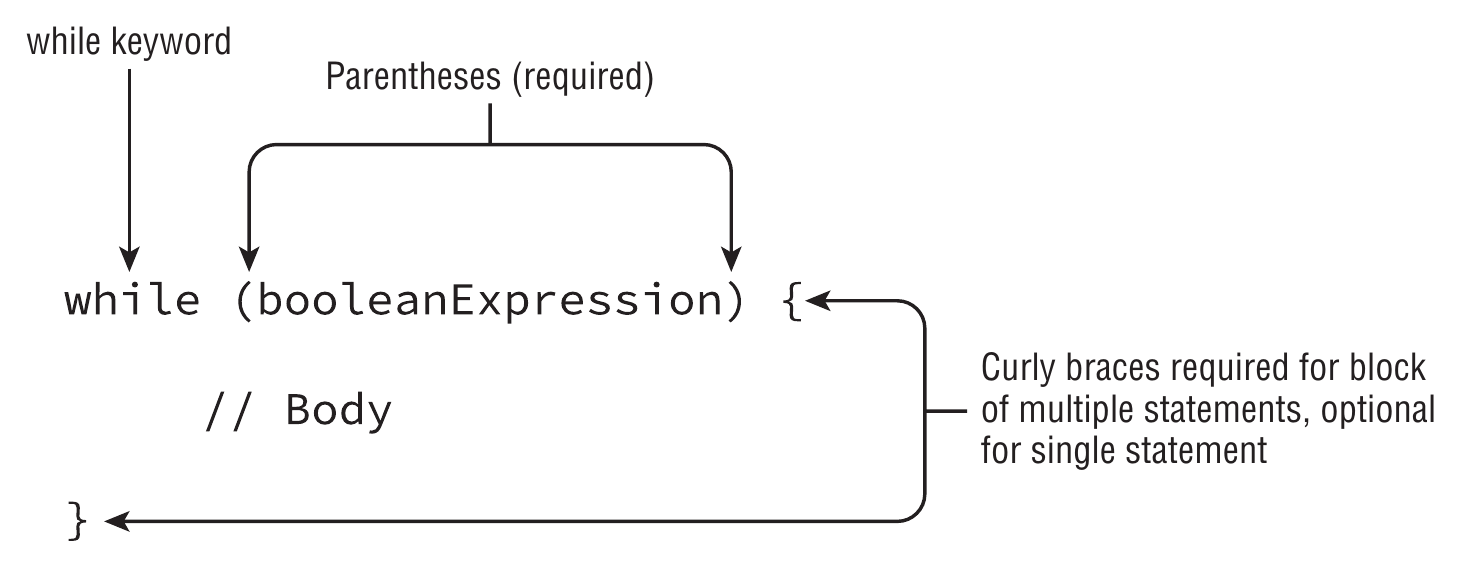 while keyword
Parentheses (required)
while (booleanExpression) {
// Body
}
Curly braces required for block
of multiple statements, optional
for single statement